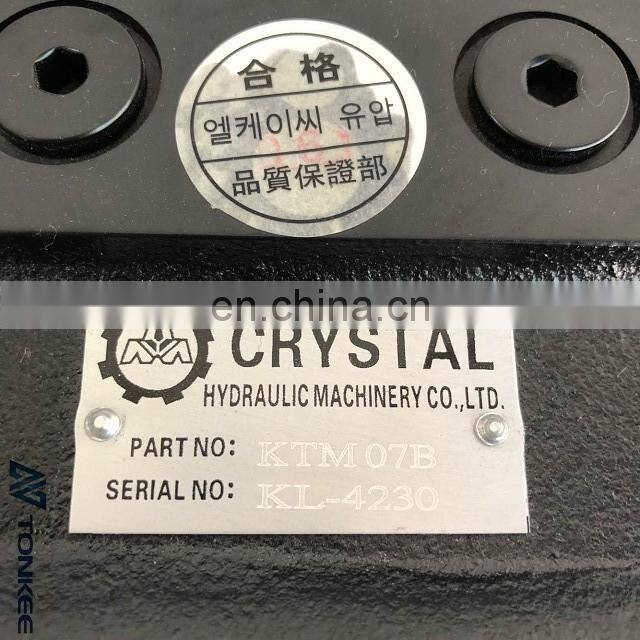 合格
엘케이씨 유압
品質保證部
en.china.cn
CRYSTAL
HYDRAULIC MACHINERY CO.,LTD.
PART NO: KTM 07B
SERIAL NO: KL-4230
TONKEE